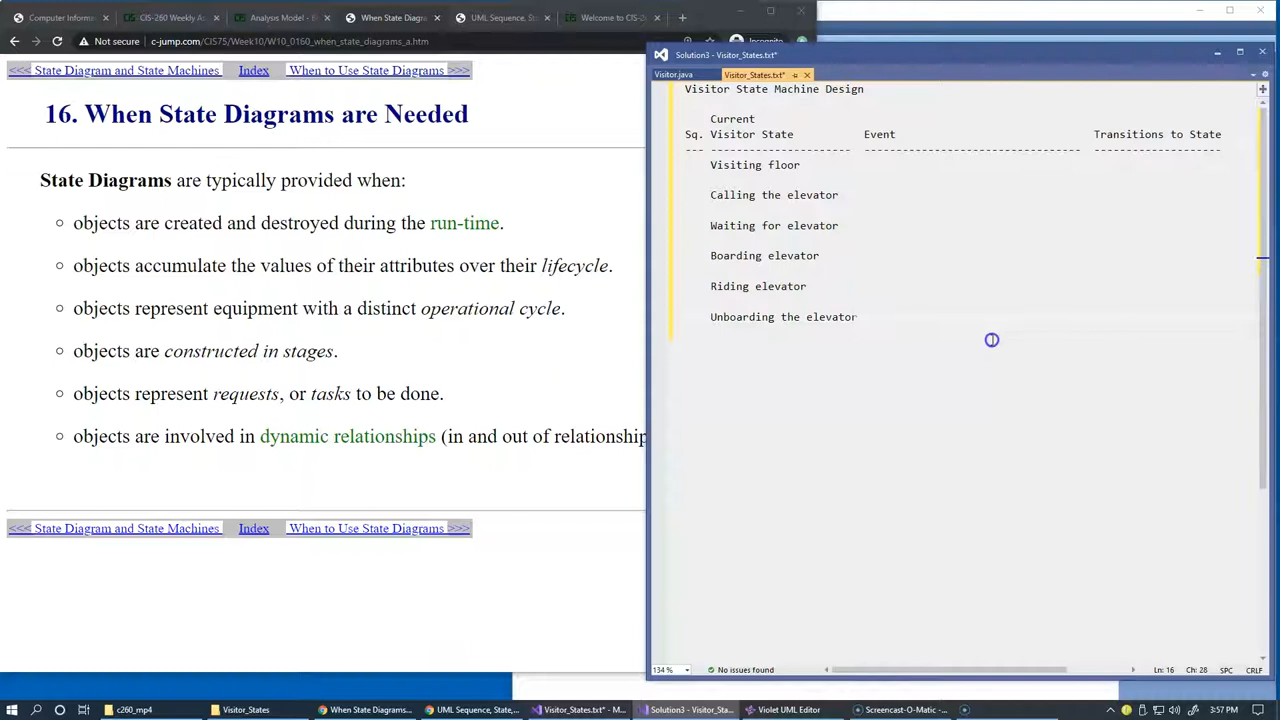 Computer Informa
CIS-260 Weekly As
Analysis Model - E
When State Diagra
UML Sequence, St
Welcome to CIS-2
Not secure
c-jump.com/CIS75/Week10/W10_0160_when_state_diagrams_a.htm
Incognito
<<< State Diagram and State Machines Index When to Use State Diagrams >>>
16. When State Diagrams are Needed
State Diagrams are typically provided when:
objects are created and destroyed during the run-time.
objects accumulate the values of their attributes over their lifecycle.
objects represent equipment with a distinct operational cycle.
objects are constructed in stages.
objects represent requests, or tasks to be done.
objects are involved in dynamic relationships (in and out of relationship
<<< State Diagram and State Machines Index When to Use State Diagrams >>>
Solution3 - Visitor_States.txt*
Visitor.java
Visitor_States.txt*
Visitor State Machine Design
Current
Sq. Visitor State Event Transitions to State
--- ---------------------- ---------------------------------- --------------------
Visiting floor
Calling the elevator
Waiting for elevator
Boarding elevator
Riding elevator
Unboarding the elevator
134 %
No issues found
Ln: 16 Ch: 28 SPC CRLF
c260_mp4
Visitor_States
When State Diagrams...
UML Sequence, State,...
Visitor_States.txt* - M...
Solution3 - Visitor_Sta...
Violet UML Editor
Screencast-O-Matic - ...
3:57 PM